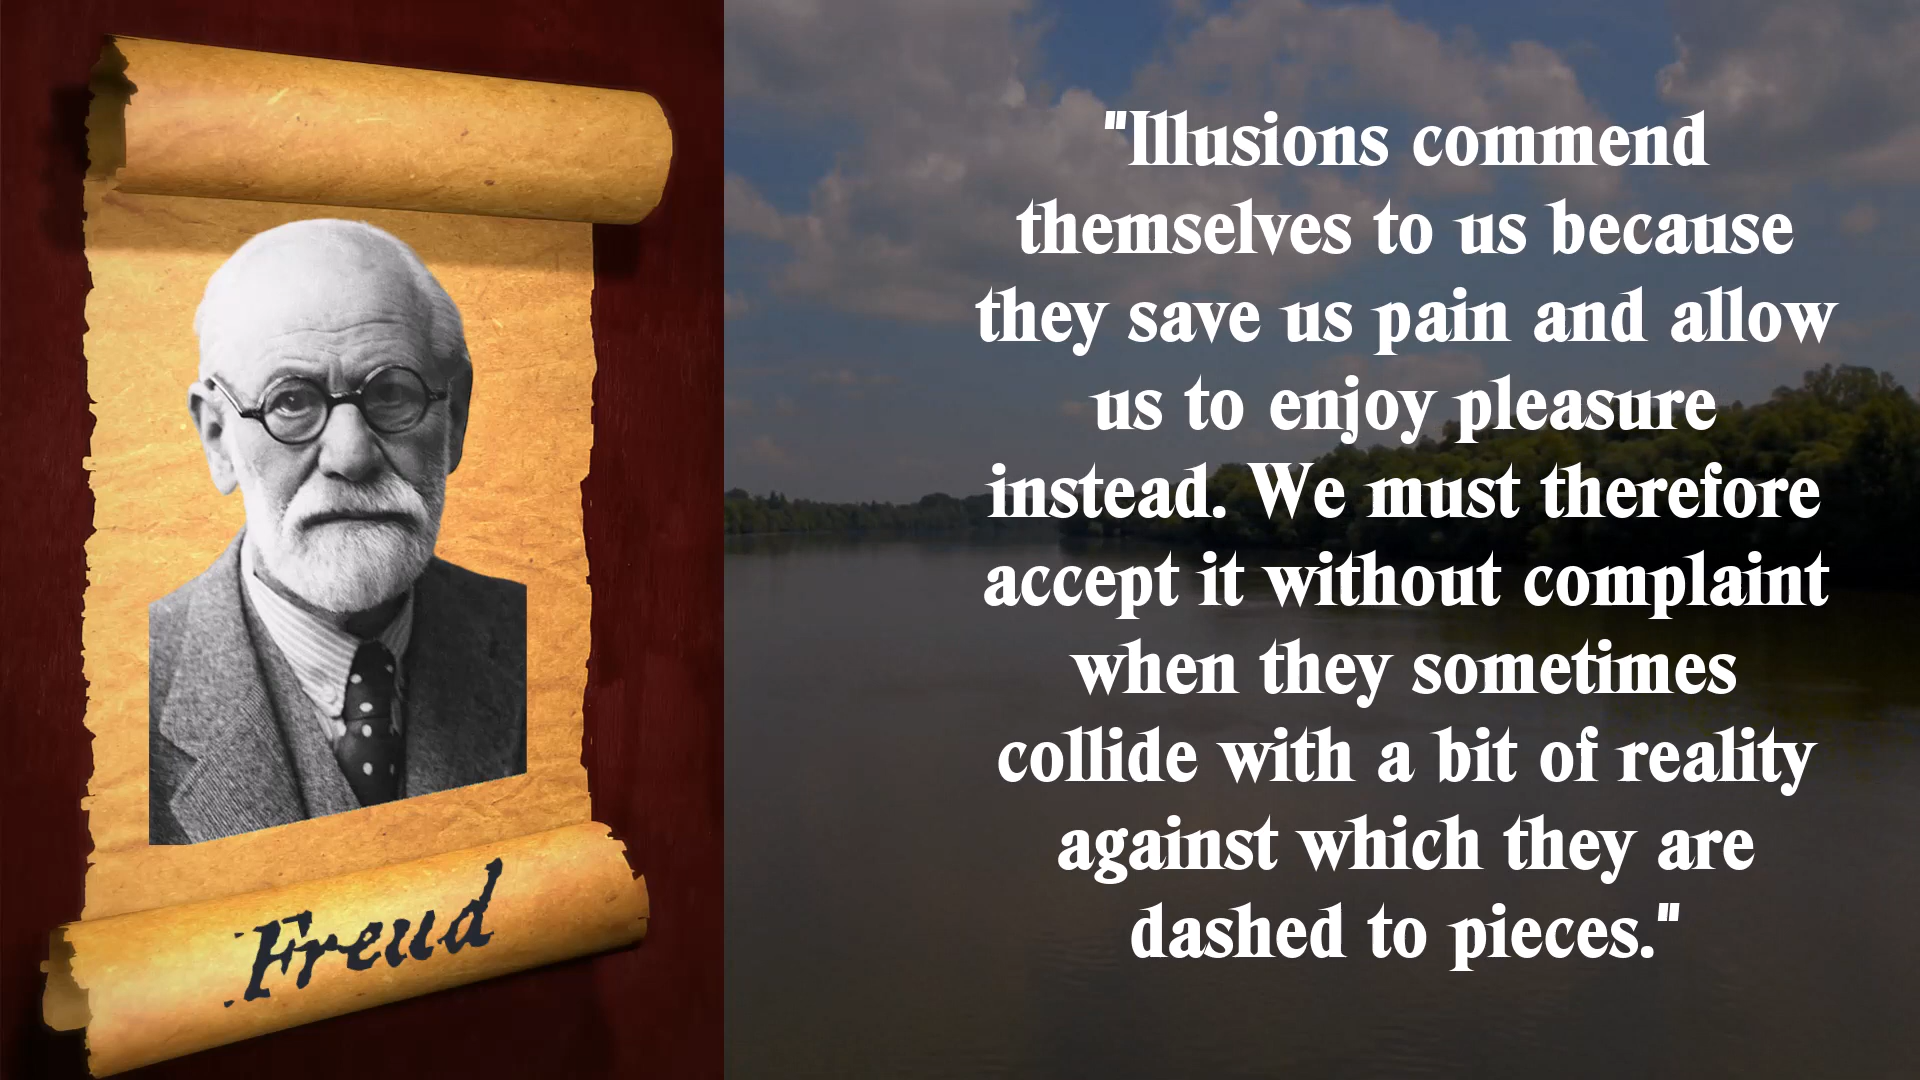 "Illusions commend
themselves to us because
they save us pain and allow
us to enjoy pleasure
instead. We must therefore
accept it without complaint
when they sometimes
collide with a bit of reality
against which they are
dashed to pieces."
Freud